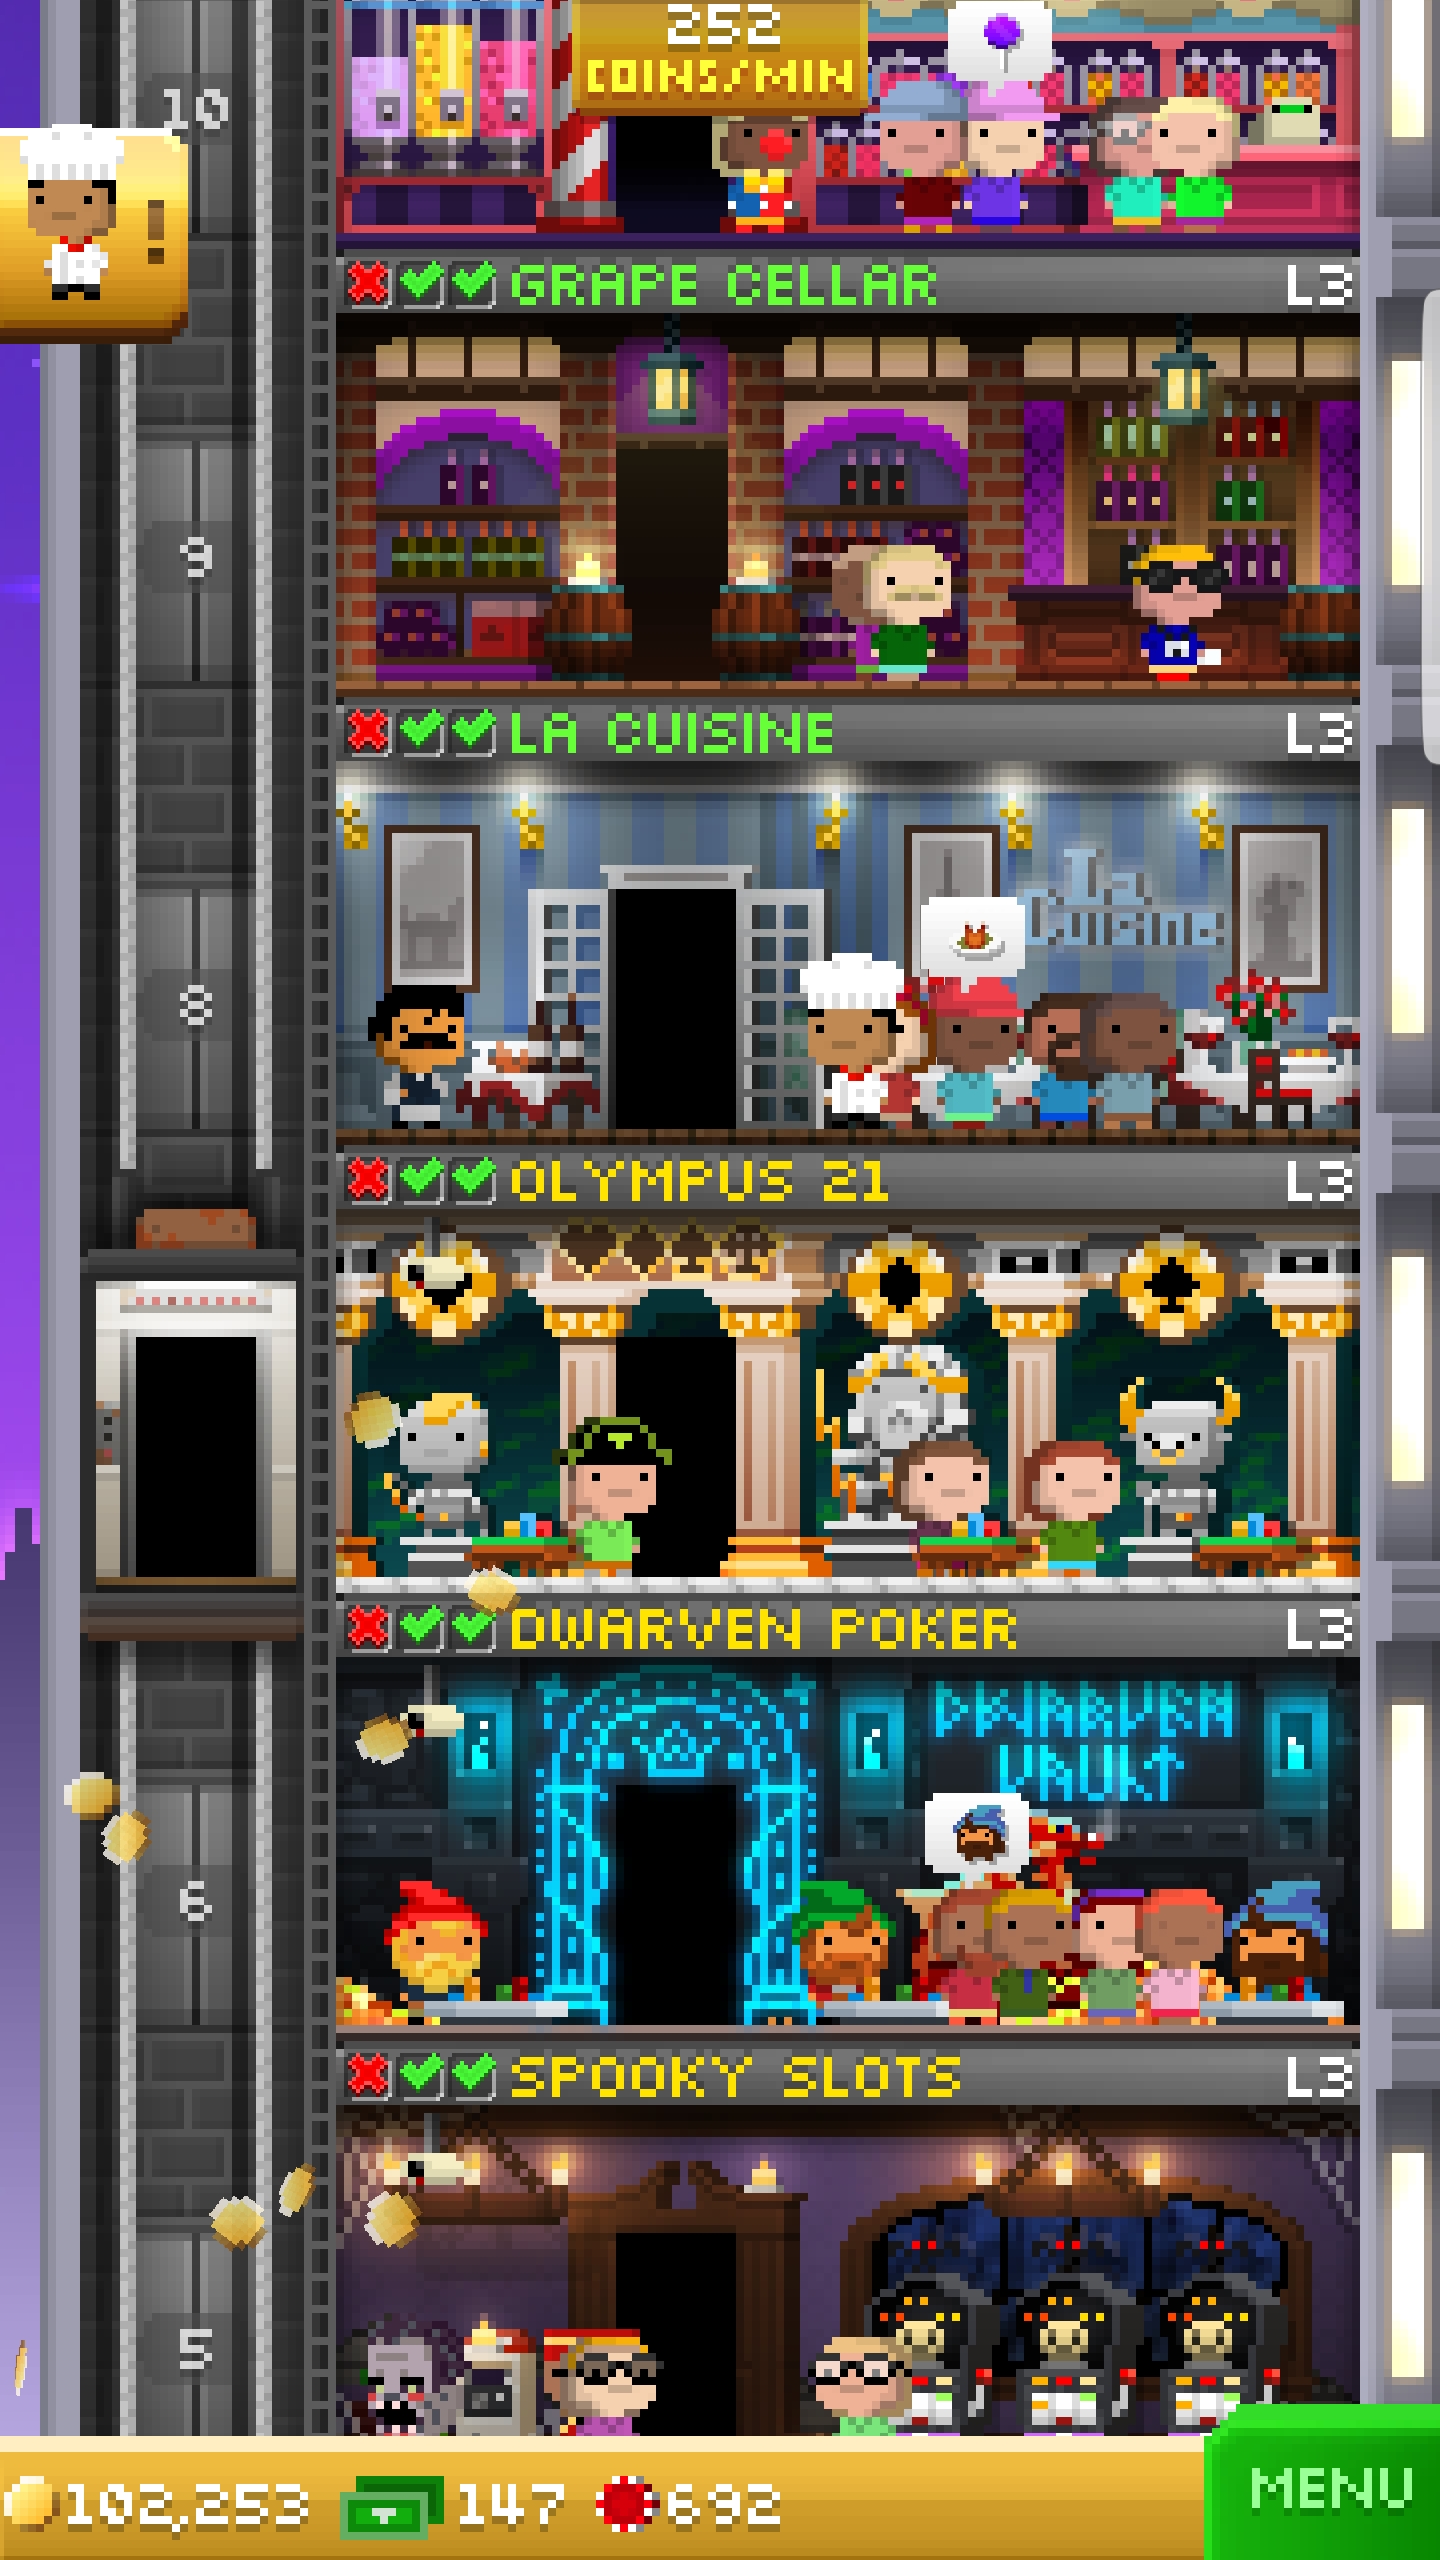 252
COINS/MIN
10
!
GRAPE CELLAR L3
9
LA CUISINE L3
La
Cuisine
8
OLYMPUS 21 L3
DWARVEN POKER L3
DWARVEN
VAULT
6
SPOOKY SLOTS L3
5
102,253 147 692
MENU